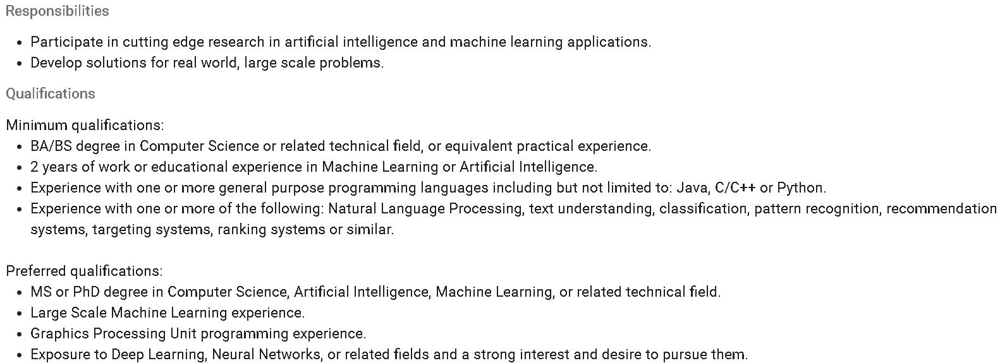 Responsibilities
• Participate in cutting edge research in artificial intelligence and machine learning applications.
• Develop solutions for real world, large scale problems.
Qualifications
Minimum qualifications:
• BA/BS degree in Computer Science or related technical field, or equivalent practical experience.
• 2 years of work or educational experience in Machine Learning or Artificial Intelligence.
• Experience with one or more general purpose programming languages including but not limited to: Java, C/C++ or Python.
• Experience with one or more of the following: Natural Language Processing, text understanding, classification, pattern recognition, recommendation
systems, targeting systems, ranking systems or similar.
Preferred qualifications:
• MS or PhD degree in Computer Science, Artificial Intelligence, Machine Learning, or related technical field.
• Large Scale Machine Learning experience.
• Graphics Processing Unit programming experience.
• Exposure to Deep Learning, Neural Networks, or related fields and a strong interest and desire to pursue them.